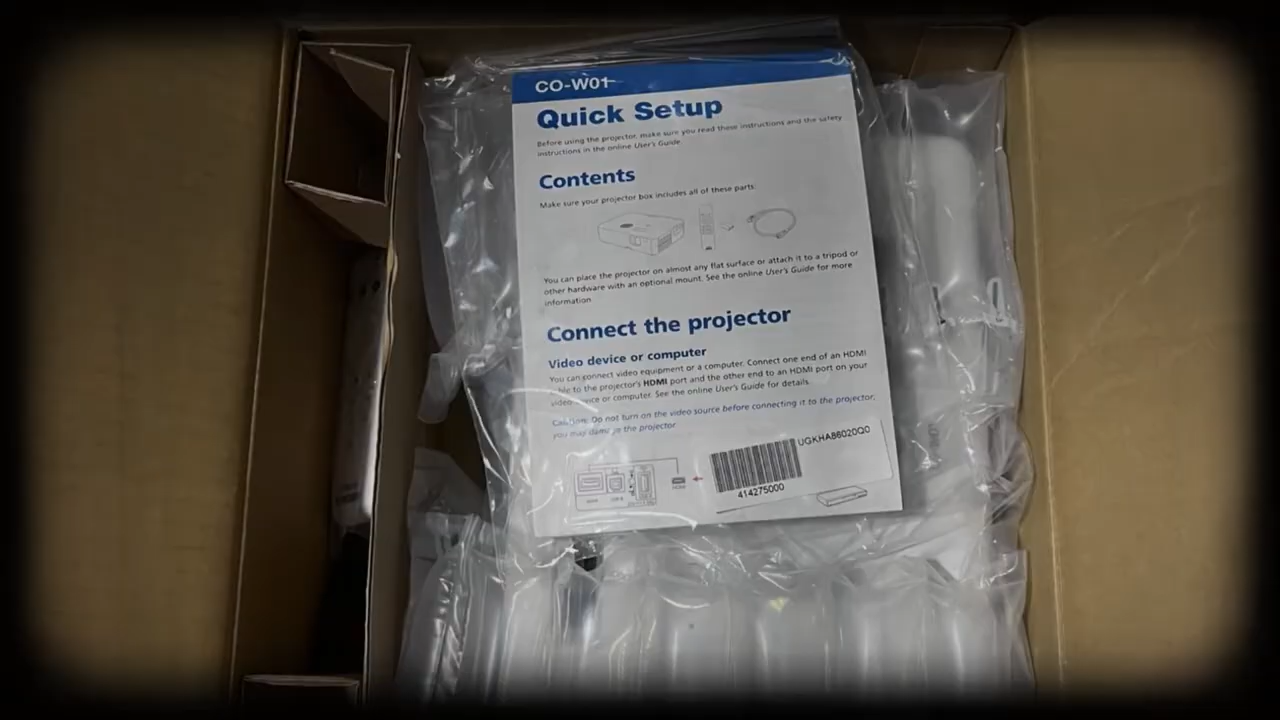 CO-W01
Quick Setup
Before using the projector, make sure you read these instructions and the safety
instructions in the online User's Guide.
Contents
Make sure your projector box includes all of these parts:
You can place the projector on almost any flat surface or attach it to a tripod or
other hardware with an optional mount. See the online User's Guide for more
information.
Connect the projector
Video device or computer
You can connect video equipment or a computer. Connect one end of an HDMI
cable to the projector's HDMI port and the other end to an HDMI port on your
video device or computer. See the online User's Guide for details.
Caution: Do not turn on the video source before connecting it to the projector;
you may damage the projector.
UGKHA86020Q0
HDMI
414275000